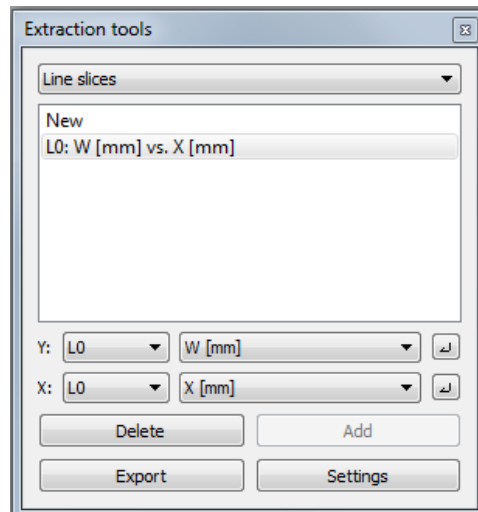 Extraction tools
Line slices
New
L0: W [mm] vs. X [mm]
Y: L0 W [mm]
X: L0 X [mm]
Delete Add
Export Settings